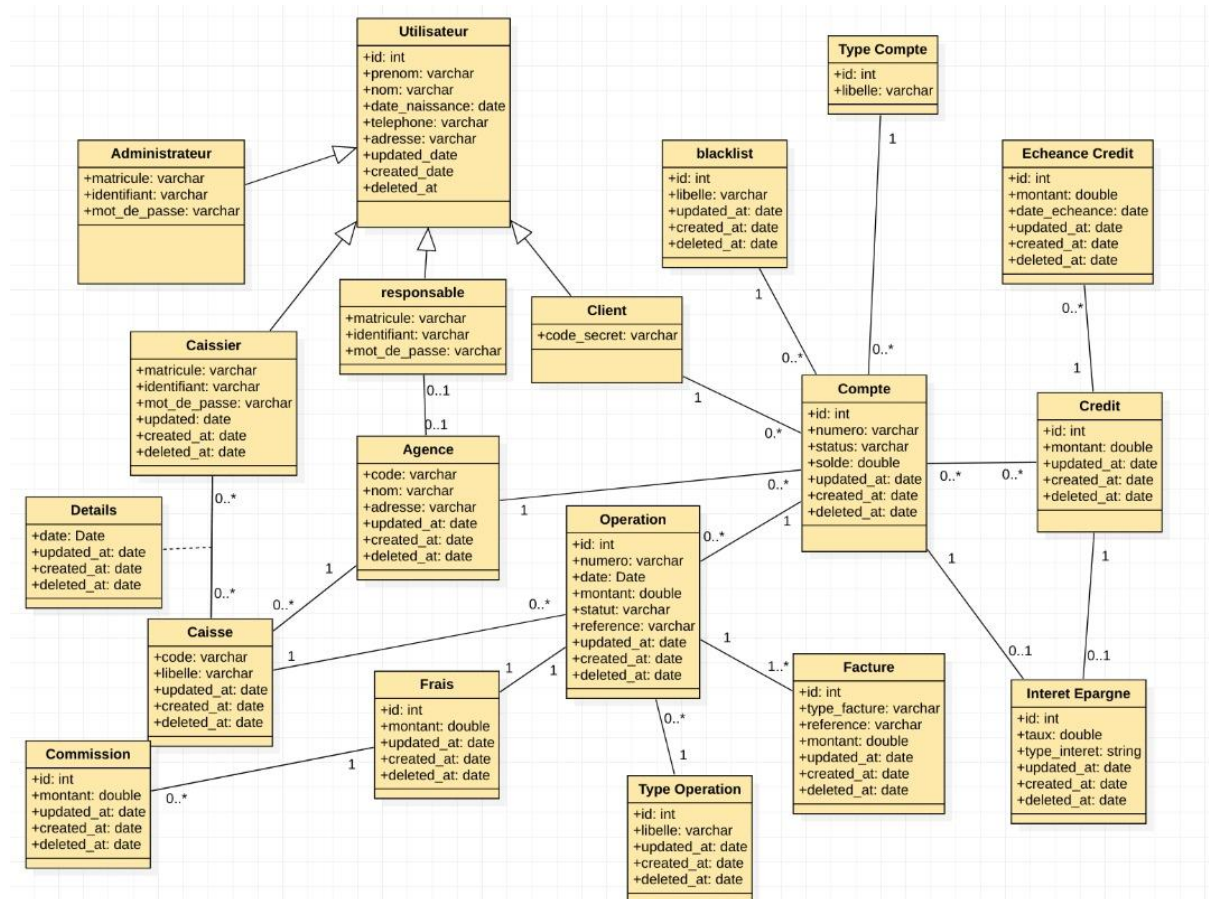 Utilisateur
+id: int
+prenom: varchar
+nom: varchar
+date_naissance: date
+telephone: varchar
+adresse: varchar
+updated_date
+created_date
+deleted_at
Type Compte
+id: int
+libelle: varchar
1
0..*
Administrateur
+matricule: varchar
+identifiant: varchar
+mot_de_passe: varchar
blacklist
+id: int
+libelle: varchar
+updated_at: date
+created_at: date
+deleted_at: date
1
0..*
Echeance Credit
+id: int
+montant: double
+date_echeance: date
+updated_at: date
+created_at: date
+deleted_at: date
0..*
1
responsable
+matricule: varchar
+identifiant: varchar
+mot_de_passe: varchar
0..1
0..1
Client
+code_secret: varchar
1
0.*
Caissier
+matricule: varchar
+identifiant: varchar
+mot_de_passe: varchar
+updated: date
+created_at: date
+deleted_at: date
0..*
0..*
Compte
+id: int
+numero: varchar
+status: varchar
+solde: double
+updated_at: date
+created_at: date
+deleted_at: date
0..*
0..*
Credit
+id: int
+montant: double
+updated_at: date
+created_at: date
+deleted_at: date
Agence
+code: varchar
+nom: varchar
+adresse: varchar
+updated_at: date
+created_at: date
+deleted_at: date
1
0..*
1
0..*
Details
+date: Date
+updated_at: date
+created_at: date
+deleted_at: date
Operation
+id: int
+numero: varchar
+date: Date
+montant: double
+statut: varchar
+reference: varchar
+updated_at: date
+created_at: date
+deleted_at: date
0..*
1
1
0..1
1
0..1
Caisse
+code: varchar
+libelle: varchar
+updated_at: date
+created_at: date
+deleted_at: date
1
0..*
Frais
+id: int
+montant: double
+updated_at: date
+created_at: date
+deleted_at: date
1
1
Facture
+id: int
+type_facture: varchar
+reference: varchar
+montant: double
+updated_at: date
+created_at: date
+deleted_at: date
1
1..*
Interet Epargne
+id: int
+taux: double
+type_interet: string
+updated_at: date
+created_at: date
+deleted_at: date
Commission
+id: int
+montant: double
+updated_at: date
+created_at: date
+deleted_at: date
0..*
1
0..*
1
Type Operation
+id: int
+libelle: varchar
+updated_at: date
+created_at: date
+deleted_at: date